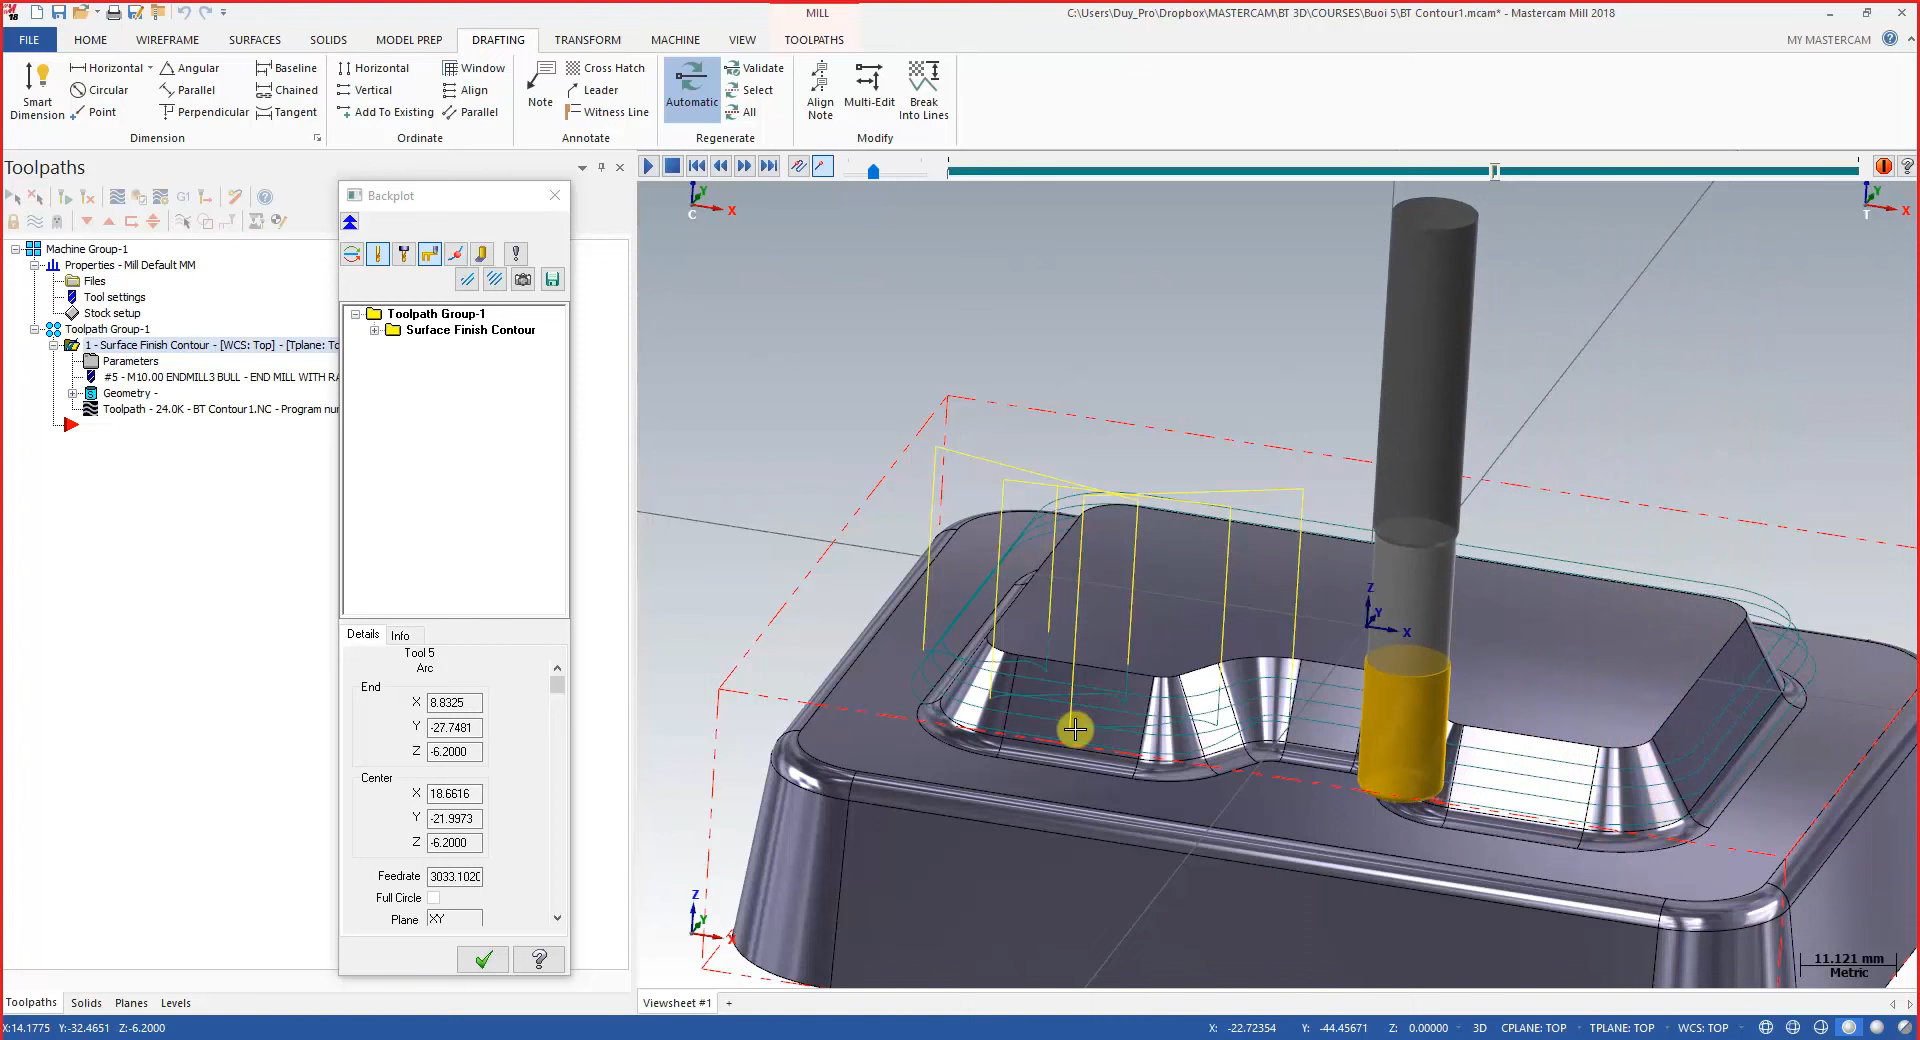 MILL
C:\Users\Duy_Pro\Dropbox\MASTERCAM\BT 3D\COURSES\Buoi 5\BT Contour1.mcam* - Mastercam Mill 2018
FILE HOME WIREFRAME SURFACES SOLIDS MODEL PREP DRAFTING TRANSFORM MACHINE VIEW TOOLPATHS
MY MASTERCAM
Smart Dimension
Horizontal
Circular
Point
Angular
Parallel
Perpendicular
Baseline
Chained
Tangent
Dimension
Horizontal
Vertical
Add To Existing
Window
Align
Parallel
Ordinate
Note
Cross Hatch
Leader
Witness Line
Annotate
Automatic
Validate
Select
All
Regenerate
Align Note
Multi-Edit
Break Into Lines
Modify
Toolpaths
G1
Machine Group-1
Properties - Mill Default MM
Files
Tool settings
Stock setup
Toolpath Group-1
1 - Surface Finish Contour - [WCS: Top] - [Tplane: To
Parameters
#5 - M10.00 ENDMILL3 BULL - END MILL WITH RA
Geometry -
Toolpath - 24.0K - BT Contour1.NC - Program nu
Backplot
Toolpath Group-1
Surface Finish Contour
Details Info
Tool 5
Arc
End
X 8.8325
Y -27.7481
Z -6.2000
Center
X 18.6616
Y -21.9973
Z -6.2000
Feedrate 3033.102
Full Circle
Plane XY
Y
X
C
Y
X
T
Z
Y
X
Z
Y
X
11.121 mm
Metric
Toolpaths Solids Planes Levels
Viewsheet #1 +
X:14.1775 Y:-32.4651 Z:-6.2000
X: -22.72354 Y: -44.45671 Z: 0.00000 3D CPLANE: TOP TPLANE: TOP WCS: TOP